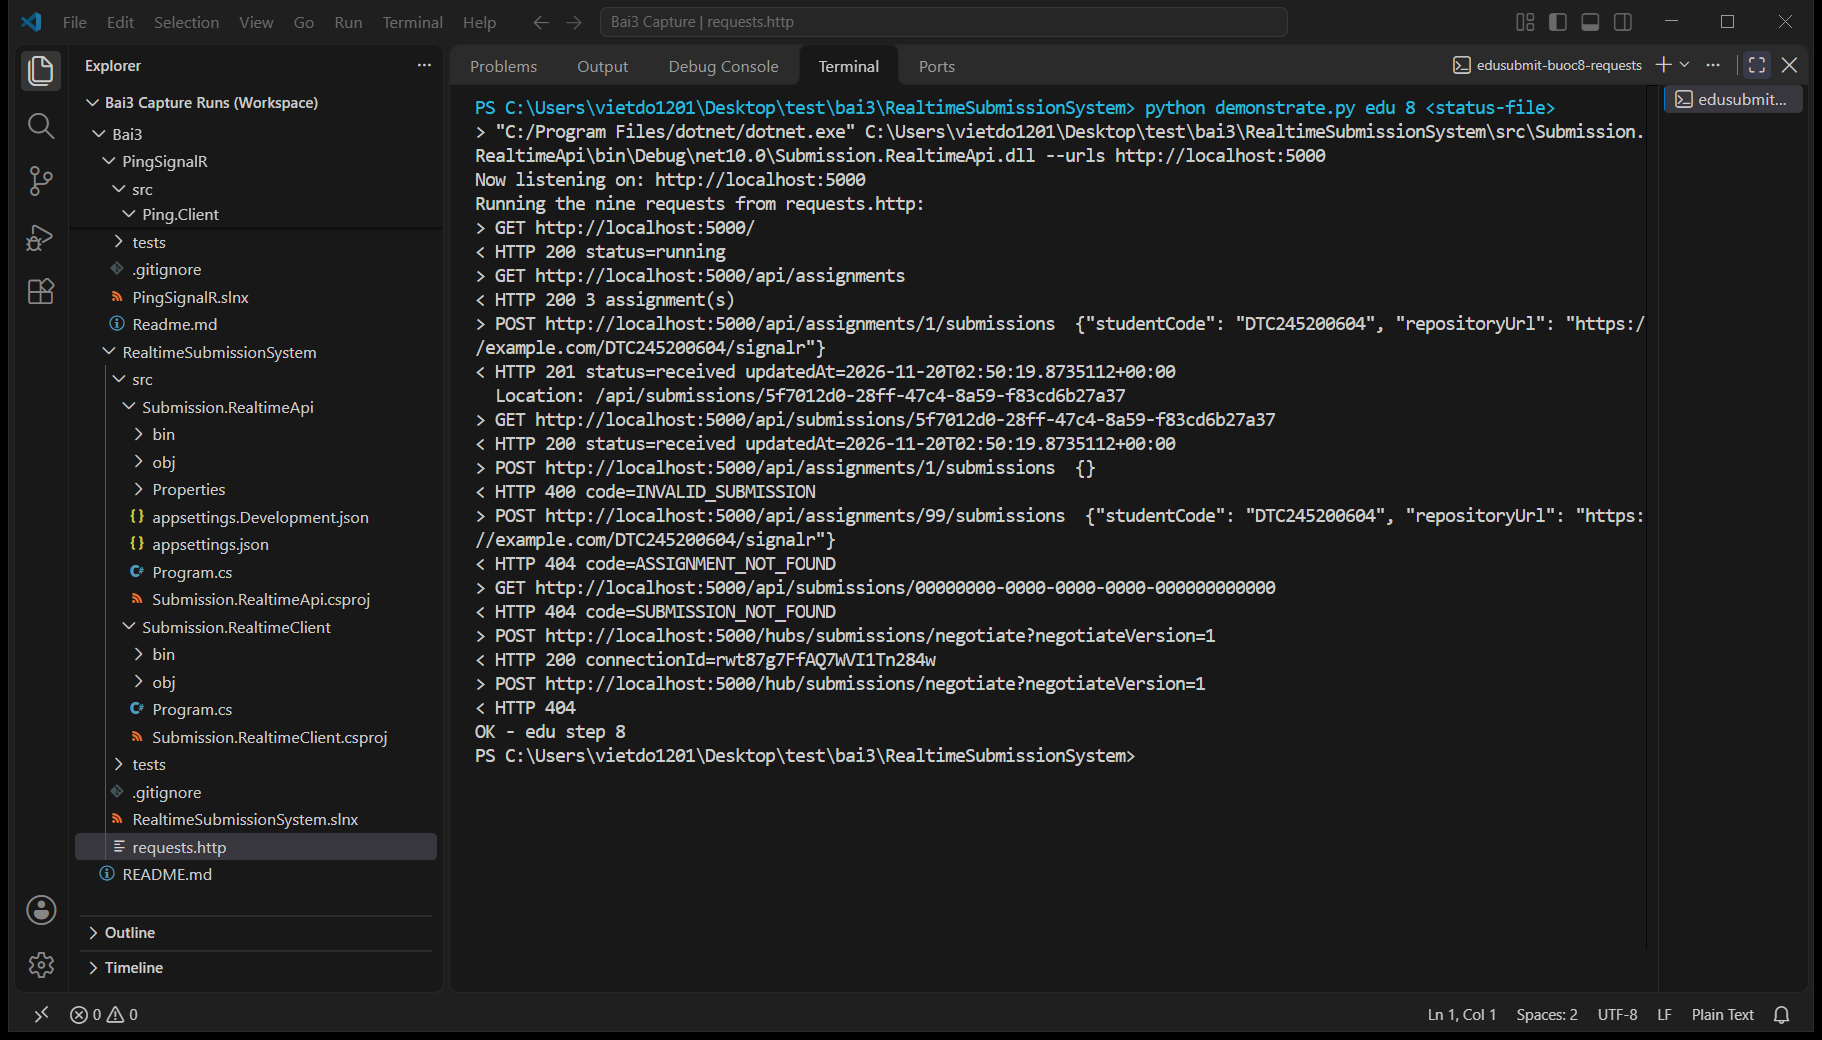 File Edit Selection View Go Run Terminal Help
Bai3 Capture | requests.http
Explorer
Bai3 Capture Runs (Workspace)
Bai3
PingSignalR
src
Ping.Client
tests
.gitignore
PingSignalR.slnx
Readme.md
RealtimeSubmissionSystem
src
Submission.RealtimeApi
bin
obj
Properties
appsettings.Development.json
appsettings.json
Program.cs
Submission.RealtimeApi.csproj
Submission.RealtimeClient
bin
obj
Program.cs
Submission.RealtimeClient.csproj
tests
.gitignore
RealtimeSubmissionSystem.slnx
requests.http
README.md
Outline
Timeline
Problems Output Debug Console Terminal Ports
edusubmit-buoc8-requests
edusubmit...
PS C:\Users\vietdo1201\Desktop\test\bai3\RealtimeSubmissionSystem> python demonstrate.py edu 8 <status-file>
> "C:/Program Files/dotnet/dotnet.exe" C:\Users\vietdo1201\Desktop\test\bai3\RealtimeSubmissionSystem\src\Submission.
RealtimeApi\bin\Debug\net10.0\Submission.RealtimeApi.dll --urls http://localhost:5000
Now listening on: http://localhost:5000
Running the nine requests from requests.http:
> GET http://localhost:5000/
< HTTP 200 status=running
> GET http://localhost:5000/api/assignments
< HTTP 200 3 assignment(s)
> POST http://localhost:5000/api/assignments/1/submissions  {"studentCode": "DTC245200604", "repositoryUrl": "https:/
/example.com/DTC245200604/signalr"}
< HTTP 201 status=received updatedAt=2026-11-20T02:50:19.8735112+00:00
Location: /api/submissions/5f7012d0-28ff-47c4-8a59-f83cd6b27a37
> GET http://localhost:5000/api/submissions/5f7012d0-28ff-47c4-8a59-f83cd6b27a37
< HTTP 200 status=received updatedAt=2026-11-20T02:50:19.8735112+00:00
> POST http://localhost:5000/api/assignments/1/submissions  {}
< HTTP 400 code=INVALID_SUBMISSION
> POST http://localhost:5000/api/assignments/99/submissions  {"studentCode": "DTC245200604", "repositoryUrl": "https:
//example.com/DTC245200604/signalr"}
< HTTP 404 code=ASSIGNMENT_NOT_FOUND
> GET http://localhost:5000/api/submissions/00000000-0000-0000-0000-000000000000
< HTTP 404 code=SUBMISSION_NOT_FOUND
> POST http://localhost:5000/hubs/submissions/negotiate?negotiateVersion=1
< HTTP 200 connectionId=rwt87g7FfAQ7WVI1Tn284w
> POST http://localhost:5000/hub/submissions/negotiate?negotiateVersion=1
< HTTP 404
OK - edu step 8
PS C:\Users\vietdo1201\Desktop\test\bai3\RealtimeSubmissionSystem>
0 0
Ln 1, Col 1 Spaces: 2 UTF-8 LF Plain Text